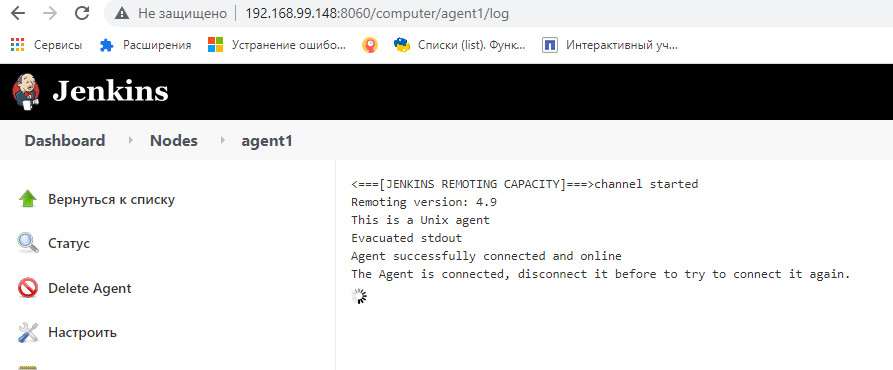 Не защищено | 192.168.99.148:8060/computer/agent1/log
Сервисы Расширения Устранение ошибо... Списки (list). Функ... Интерактивный уч...
Jenkins
Dashboard Nodes agent1
Вернуться к списку
Статус
Delete Agent
Настроить
<===[JENKINS REMOTING CAPACITY]===>channel started
Remoting version: 4.9
This is a Unix agent
Evacuated stdout
Agent successfully connected and online
The Agent is connected, disconnect it before to try to connect it again.